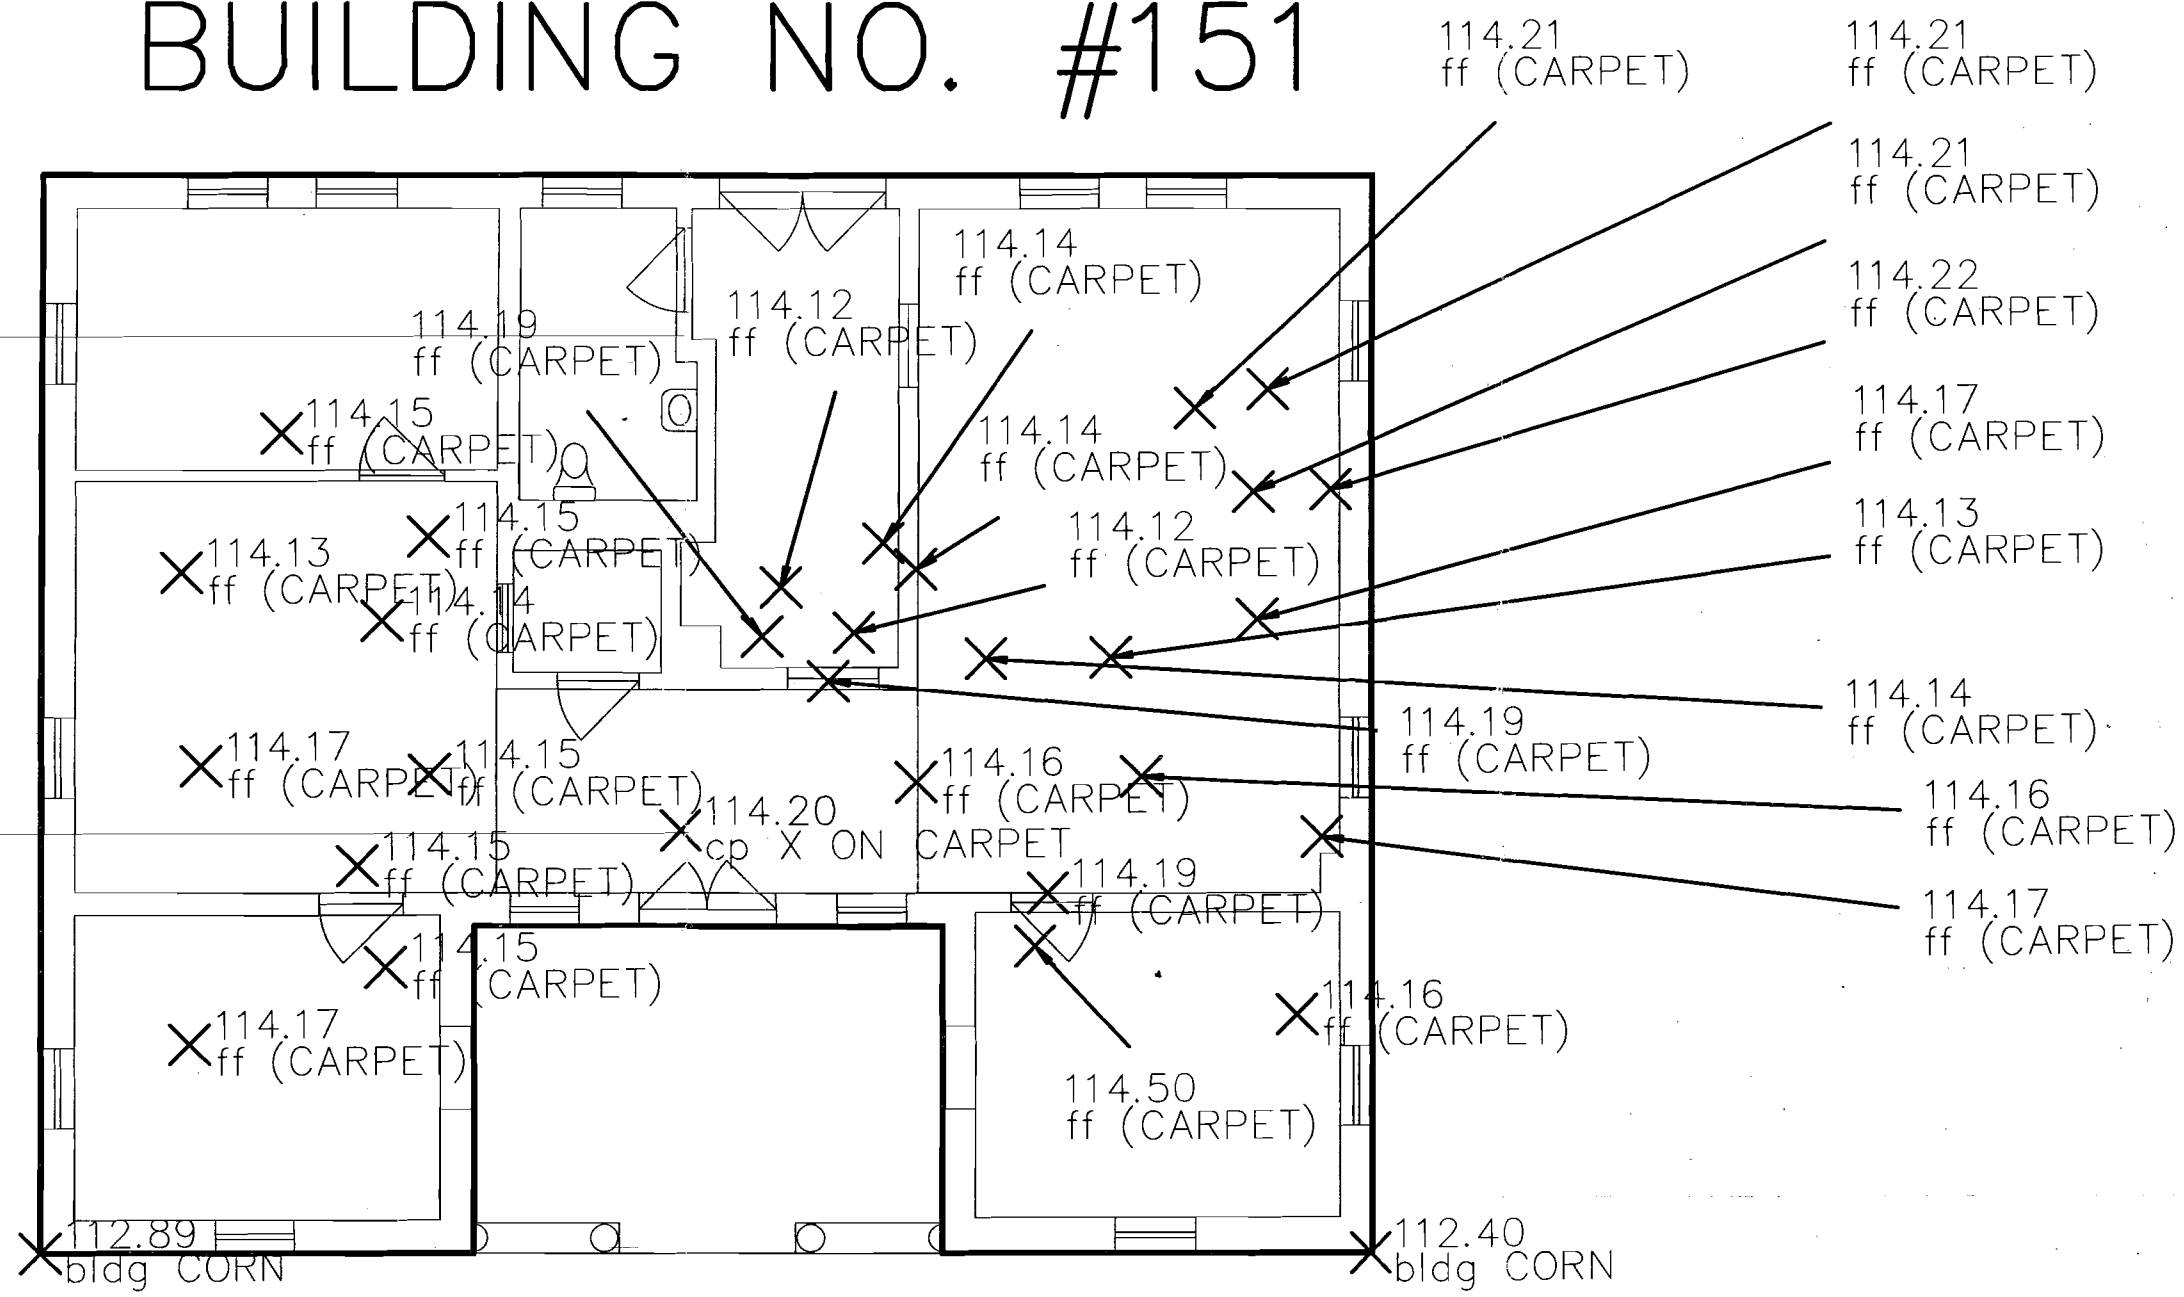 BUILDING NO. #151
114.21
ff (CARPET)
114.21
ff (CARPET)
114.21
ff (CARPET)
114.14
ff (CARPET)
114.22
ff (CARPET)
114.12
ff (CARPET)
114.19
ff (CARPET)
114.15
ff (CARPET)
114.17
ff (CARPET)
114.14
ff (CARPET)
114.15
ff (CARPET)
114.12
ff (CARPET)
114.13
ff (CARPET)
114.13
ff (CARPET)
114.14
ff (CARPET)
114.14
ff (CARPET)
114.19
ff (CARPET)
114.17
ff (CARPET)
114.15
ff (CARPET)
114.16
ff (CARPET)
114.16
ff (CARPET)
114.20
cp X ON CARPET
114.15
ff (CARPET)
114.19
ff (CARPET)
114.17
ff (CARPET)
114.15
ff (CARPET)
114.16
ff (CARPET)
114.17
ff (CARPET)
114.50
ff (CARPET)
112.89
bldg CORN
112.40
bldg CORN